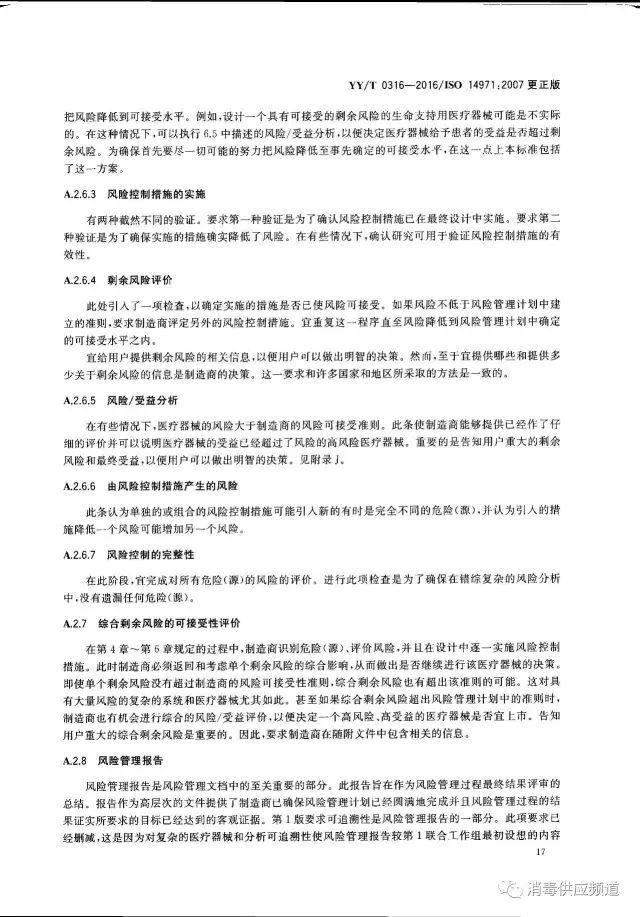 YY/T 0316—2016/ISO 14971:2007更正版
把风险降低到可接受水平。例如,设计一个具有可接受的剩余风险的生命支持用医疗器械可能是不实际
的。在这种情况下,可以执行6.5中描述的风险/受益分析,以便决定医疗器械给予患者的受益是否超过剩
余风险。为确保首先要尽一切可能的努力把风险降低至事先确定的可接受水平,在这一点上本标准包括
了这一方案。
A.2.6.3 风险控制措施的实施
有两种截然不同的验证。要求第一种验证是为了确认风险控制措施已在最终设计中实施。要求第二
种验证是为了确保实施的措施确实降低了风险。在有些情况下,确认研究可用于验证风险控制措施的有
效性。
A.2.6.4 剩余风险评价
此处引入了一项检查,以确定实施的措施是否已使风险可接受。如果风险不低于风险管理计划中建
立的准则,要求制造商评定另外的风险控制措施。宜重复这一程序直至风险降低到风险管理计划中确定
的可接受水平之内。
宜给用户提供剩余风险的相关信息,以便用户可以做出明智的决策。然而,至于宜提供哪些和提供多
少关于剩余风险的信息是制造商的决策。这一要求和许多国家和地区所采取的方法是一致的。
A.2.6.5 风险/受益分析
在有些情况下,医疗器械的风险大于制造商的风险可接受准则。此条使制造商能够提供已经作了仔
细的评价并可以说明医疗器械的受益已经超过了风险的高风险医疗器械。重要的是告知用户重大的剩余
风险和最终受益,以便用户可以做出明智的决策。见附录J。
A.2.6.6 由风险控制措施产生的风险
此条认为单独的或组合的风险控制措施可能引入新的有时是完全不同的危险(源),并认为引入的措
施降低一个风险可能增加另一个风险。
A.2.6.7 风险控制的完整性
在此阶段,宜完成对所有危险(源)的风险的评价。进行此项检查是为了确保在错综复杂的风险分析
中,没有遗漏任何危险(源)。
A.2.7 综合剩余风险的可接受性评价
在第4章～第6章规定的过程中,制造商识别危险(源)、评价风险,并且在设计中逐一实施风险控制
措施。此时制造商必须返回和考虑单个剩余风险的综合影响,从而做出是否继续进行该医疗器械的决策。
即使单个剩余风险没有超过制造商的风险可接受性准则,综合剩余风险也有超出该准则的可能。这对具
有大量风险的复杂的系统和医疗器械尤其如此。甚至如果综合剩余风险超出风险管理计划中的准则时,
制造商也有机会进行综合的风险/受益评价,以便决定一个高风险、高受益的医疗器械是否宜上市。告知
用户重大的综合剩余风险是重要的。因此,要求制造商在随附文件中包含相关的信息。
A.2.8 风险管理报告
风险管理报告是风险管理文档中的至关重要的部分。此报告旨在作为风险管理过程最终结果评审的
总结。报告作为高层次的文件提供了制造商已确保风险管理计划已经圆满地完成并且风险管理过程的结
果证实所要求的目标已经达到的客观证据。第1版要求可追溯性是风险管理报告的一部分。此项要求已
经删减,这是因为对复杂的医疗器械和分析可追溯性使风险管理报告较第1联合工作组最初设想的内容
17
消毒供应频道